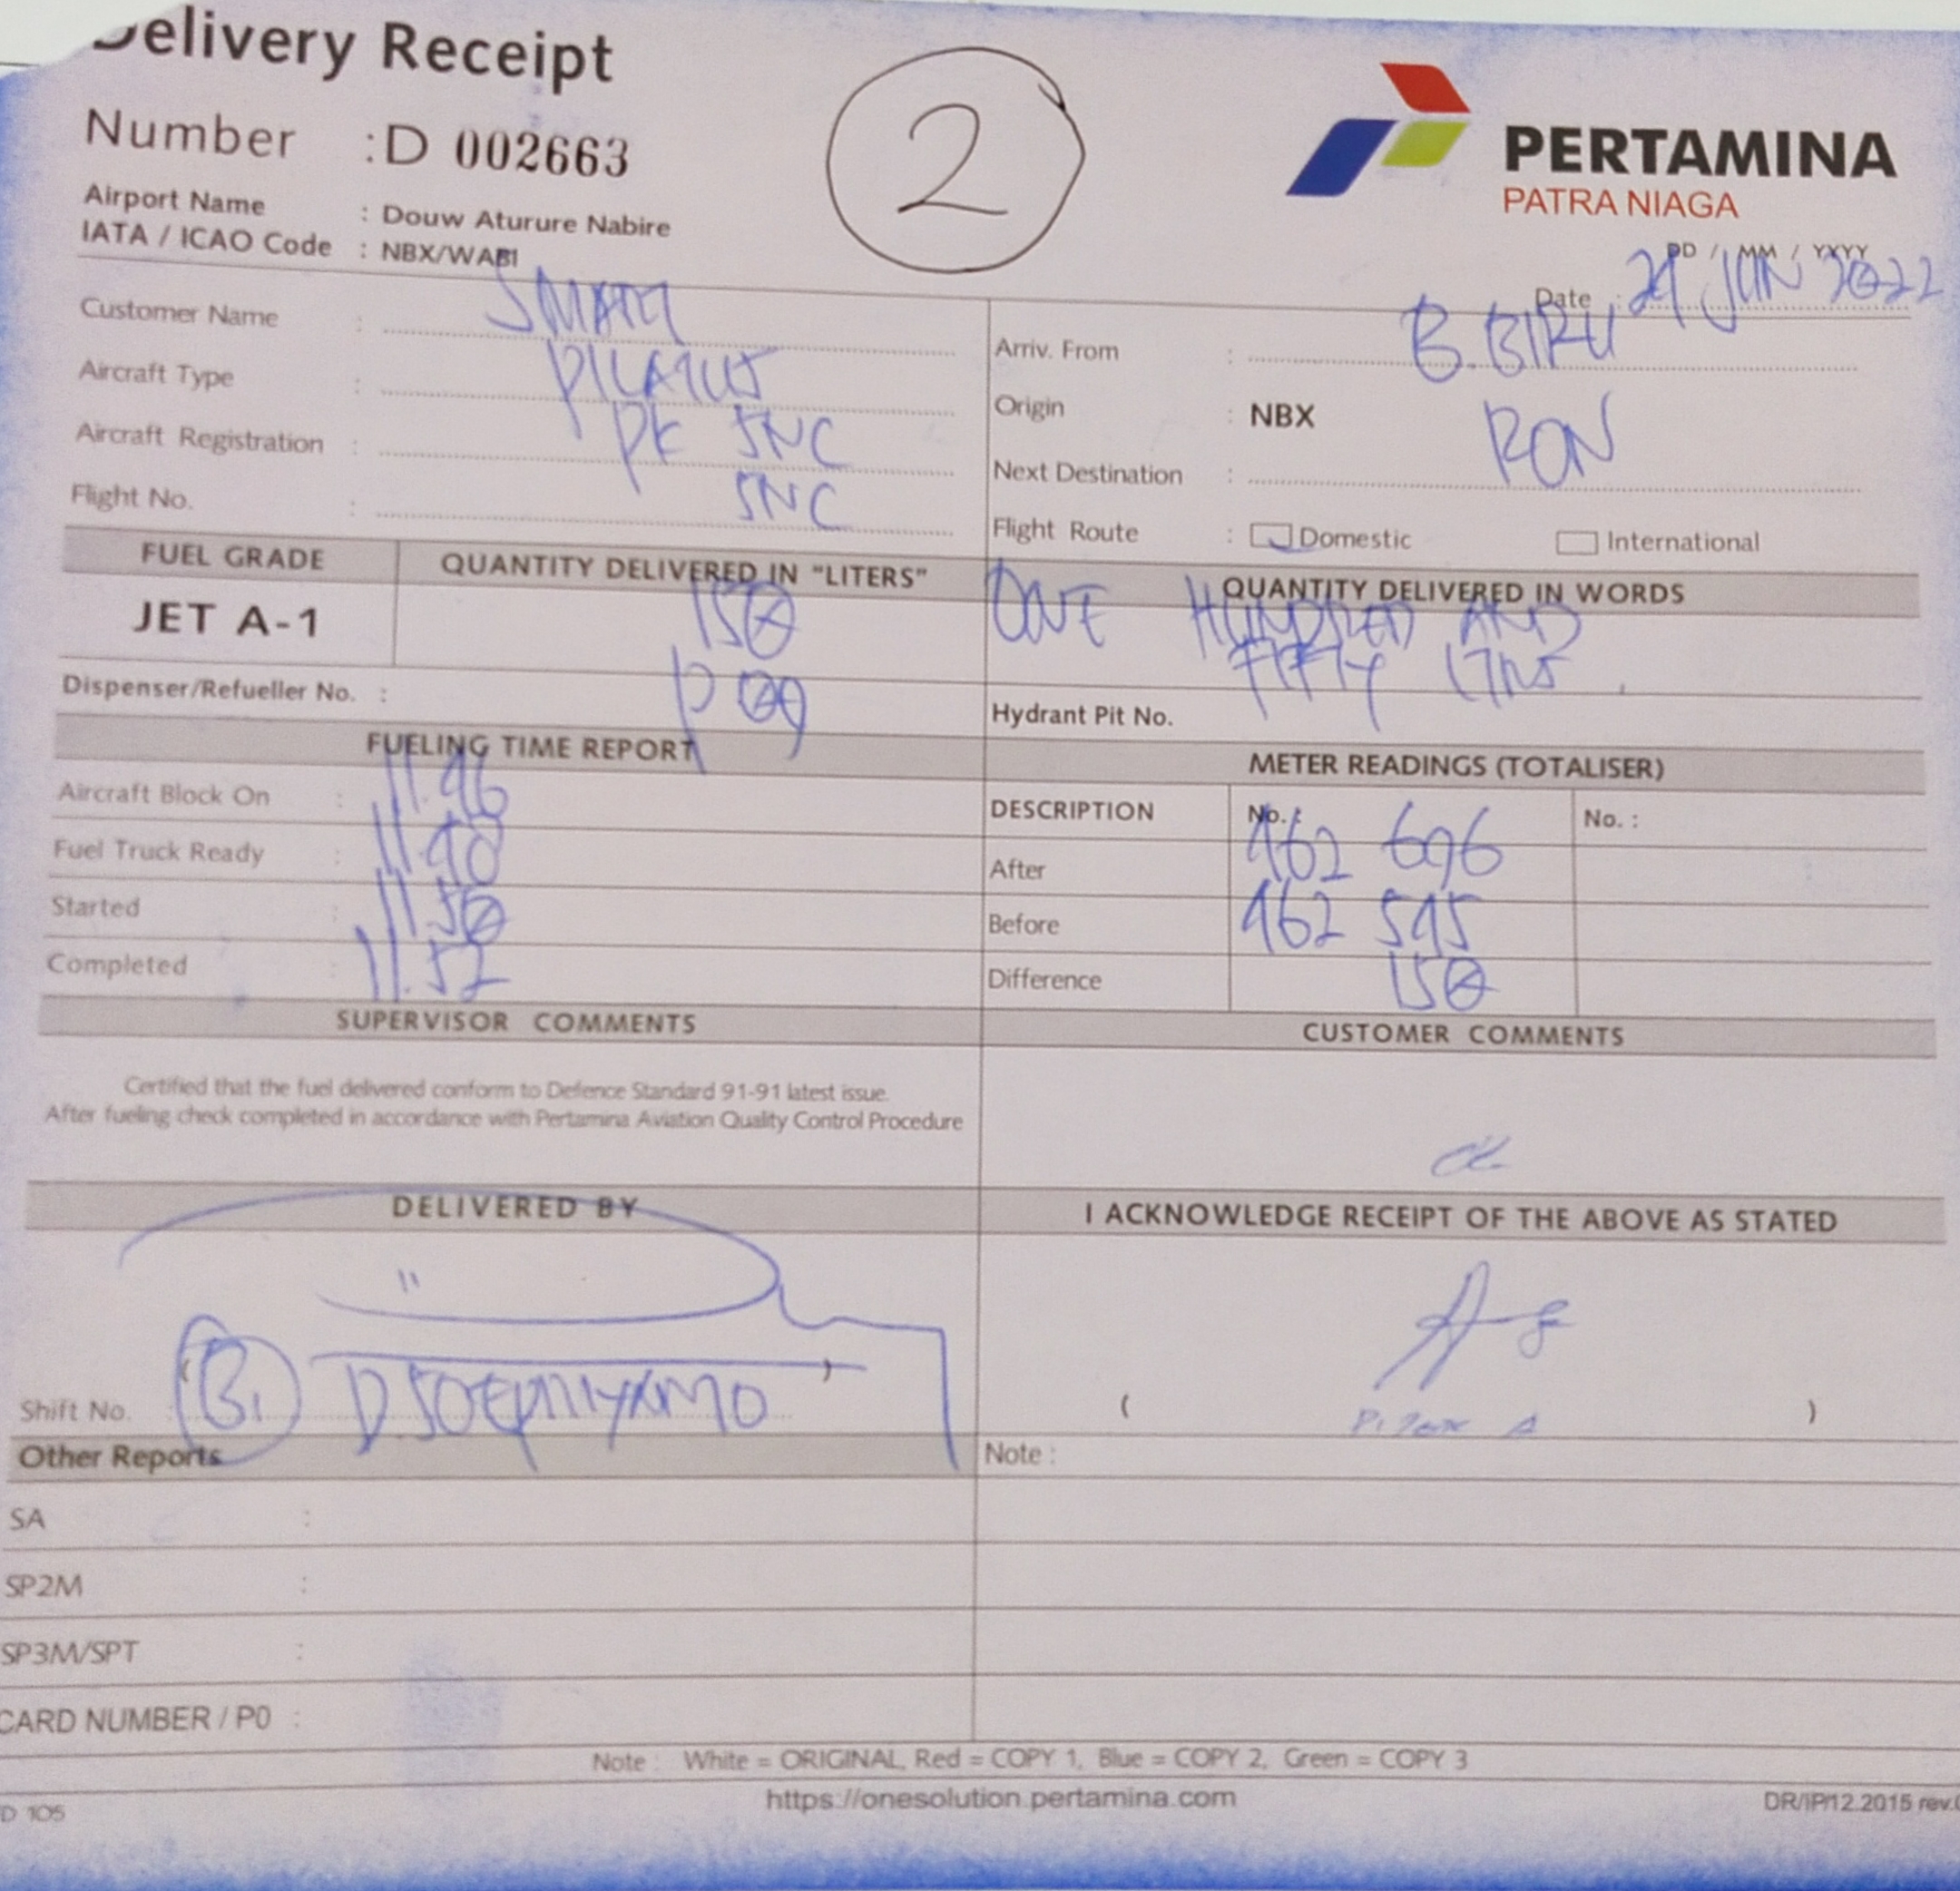 Delivery Receipt
2
Number : D 002663
PERTAMINA
PATRA NIAGA
Airport Name : Douw Aturure Nabire
IATA / ICAO Code : NBX/WABI
DD / MM / YYYY
Date : 29 JUN 2022
Customer Name : SMART
Arriv. From : B. BIRU
Aircraft Type : PILATUS
Origin : NBX
Aircraft Registration : PK SNC
Next Destination : RON
Flight No. : SNC
Flight Route : Domestic International
FUEL GRADE QUANTITY DELIVERED IN "LITERS" QUANTITY DELIVERED IN WORDS
JET A-1 150 ONE HUNDRED AND
FIFTY LTRS
Dispenser/Refueller No. :
Hydrant Pit No.
FUELING TIME REPORT METER READINGS (TOTALISER)
Aircraft Block On : 11.46
DESCRIPTION No. : No. :
Fuel Truck Ready :
After 462 696
Started : 11.50
Before 462 545
Completed : 11.52
Difference 150
SUPERVISOR COMMENTS CUSTOMER COMMENTS
Certified that the fuel delivered conform to Defence Standard 91-91 latest issue.
After fueling check completed in accordance with Pertamina Aviation Quality Control Procedure
DELIVERED BY I ACKNOWLEDGE RECEIPT OF THE ABOVE AS STATED
Shift No. :
( )
Other Reports Note :
SA :
SP2M :
SP3M/SPT :
CARD NUMBER / P0 :
Note : White = ORIGINAL, Red = COPY 1, Blue = COPY 2, Green = COPY 3
https://onesolution.pertamina.com
D 105
DR/IP/12.2015 rev.0